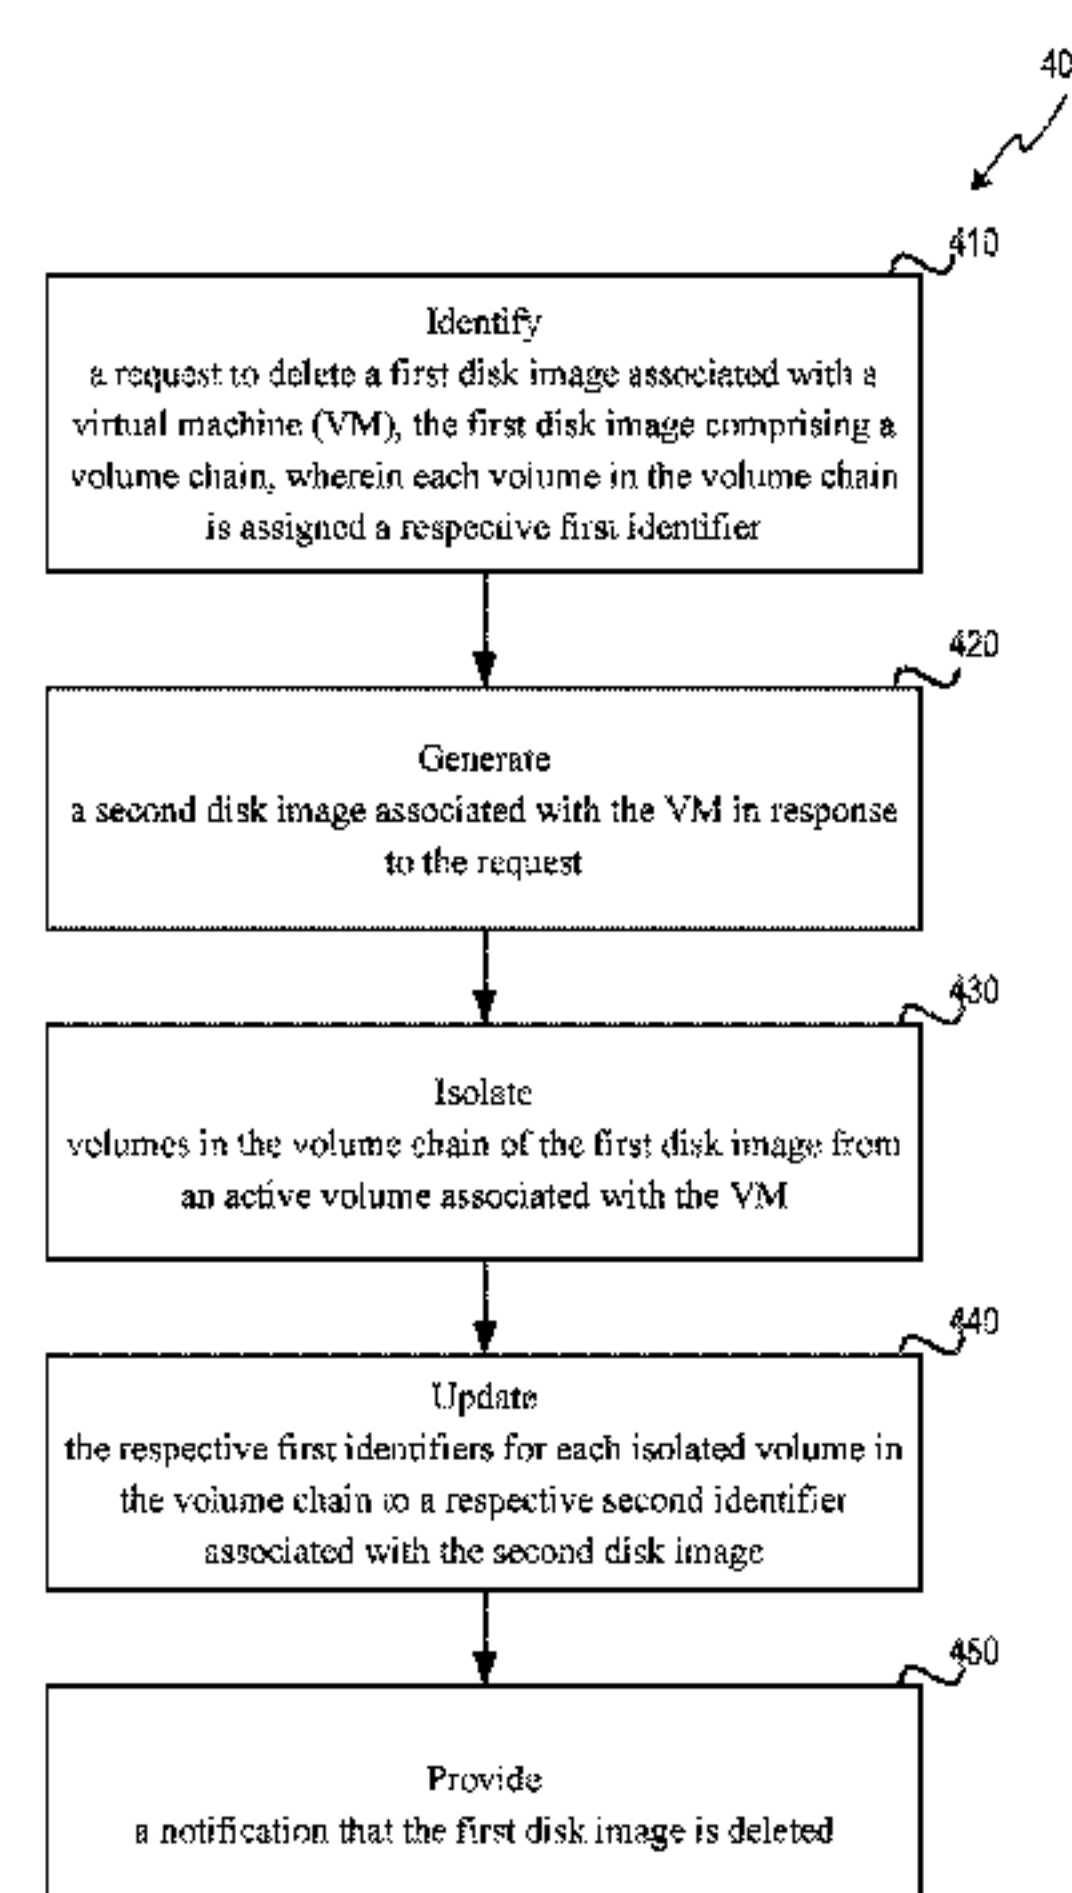 40
410
Identify
a request to delete a first disk image associated with a
virtual machine (VM), the first disk image comprising a
volume chain, wherein each volume in the volume chain
is assigned a respective first identifier
420
Generate
a second disk image associated with the VM in response
to the request
430
Isolate
volumes in the volume chain of the first disk image from
an active volume associated with the VM
440
Update
the respective first identifiers for each isolated volume in
the volume chain to a respective second identifier
associated with the second disk image
450
Provide
a notification that the first disk image is deleted